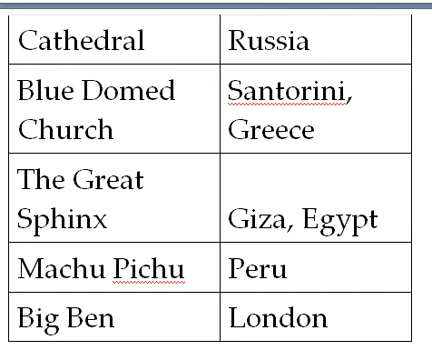 Cathedral Russia
Blue Domed Santorini,
Church Greece
The Great
Sphinx Giza, Egypt
Machu Pichu Peru
Big Ben London